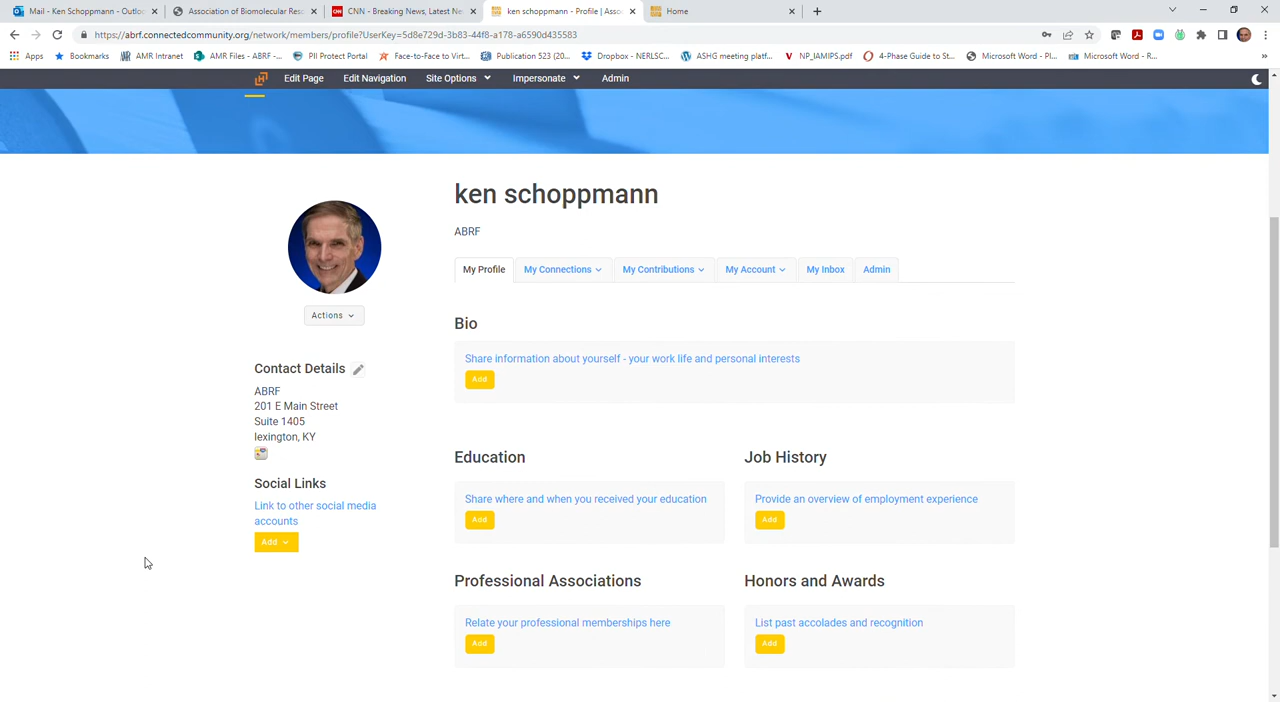 Mail - Ken Schoppmann - Outloo
Association of Biomolecular Reso
CNN - Breaking News, Latest Ne
ken schoppmann - Profile | Asso
Home
https://abrf.connectedcommunity.org/network/members/profile?UserKey=5d8e729d-3b83-44f8-a178-a6590d435583
Apps
Bookmarks
AMR Intranet
AMR Files - ABRF -...
PII Protect Portal
Face-to-Face to Virt...
Publication 523 (20...
Dropbox - NERLSC...
ASHG meeting platf...
NP_IAMIPS.pdf
4-Phase Guide to St...
Microsoft Word - Pl...
Microsoft Word - R...
»
Edit Page
Edit Navigation
Site Options
Impersonate
Admin
ken schoppmann
ABRF
My Profile
My Connections
My Contributions
My Account
My Inbox
Admin
Actions
Contact Details
ABRF
201 E Main Street
Suite 1405
lexington, KY
Social Links
Link to other social media
accounts
Add
Bio
Share information about yourself - your work life and personal interests
Add
Education
Share where and when you received your education
Add
Job History
Provide an overview of employment experience
Add
Professional Associations
Relate your professional memberships here
Add
Honors and Awards
List past accolades and recognition
Add